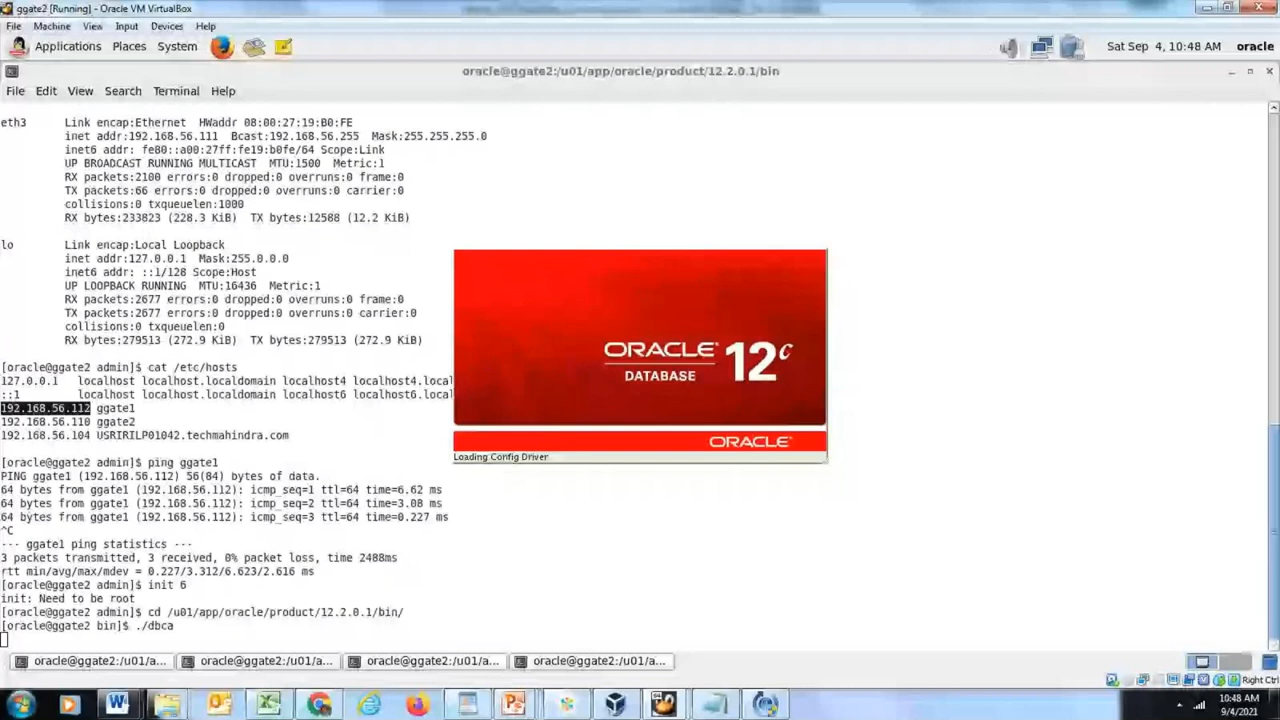 ggate2 [Running] - Oracle VM VirtualBox
File Machine View Input Devices Help
Applications Places System
Sat Sep 4, 10:48 AM oracle
oracle@ggate2:/u01/app/oracle/product/12.2.0.1/bin
File Edit View Search Terminal Help
eth3 Link encap:Ethernet HWaddr 08:00:27:19:B0:FE
inet addr:192.168.56.111 Bcast:192.168.56.255 Mask:255.255.255.0
inet6 addr: fe80::a00:27ff:fe19:b0fe/64 Scope:Link
UP BROADCAST RUNNING MULTICAST MTU:1500 Metric:1
RX packets:2100 errors:0 dropped:0 overruns:0 frame:0
TX packets:66 errors:0 dropped:0 overruns:0 carrier:0
collisions:0 txqueuelen:1000
RX bytes:233823 (228.3 KiB) TX bytes:12588 (12.2 KiB)
lo Link encap:Local Loopback
inet addr:127.0.0.1 Mask:255.0.0.0
inet6 addr: ::1/128 Scope:Host
UP LOOPBACK RUNNING MTU:16436 Metric:1
RX packets:2677 errors:0 dropped:0 overruns:0 frame:0
TX packets:2677 errors:0 dropped:0 overruns:0 carrier:0
collisions:0 txqueuelen:0
RX bytes:279513 (272.9 KiB) TX bytes:279513 (272.9 KiB)
[oracle@ggate2 admin]$ cat /etc/hosts
127.0.0.1 localhost localhost.localdomain localhost4 localhost4.local
::1 localhost localhost.localdomain localhost6 localhost6.local
192.168.56.112 ggate1
192.168.56.110 ggate2
192.168.56.104 USRIRILP01042.techmahindra.com
[oracle@ggate2 admin]$ ping ggate1
PING ggate1 (192.168.56.112) 56(84) bytes of data.
64 bytes from ggate1 (192.168.56.112): icmp_seq=1 ttl=64 time=6.62 ms
64 bytes from ggate1 (192.168.56.112): icmp_seq=2 ttl=64 time=3.08 ms
64 bytes from ggate1 (192.168.56.112): icmp_seq=3 ttl=64 time=0.227 ms
^C
--- ggate1 ping statistics ---
3 packets transmitted, 3 received, 0% packet loss, time 2488ms
rtt min/avg/max/mdev = 0.227/3.312/6.623/2.616 ms
[oracle@ggate2 admin]$ init 6
init: Need to be root
[oracle@ggate2 admin]$ cd /u01/app/oracle/product/12.2.0.1/bin/
[oracle@ggate2 bin]$ ./dbca
ORACLE® 12c
DATABASE
ORACLE®
Loading Config Driver
oracle@ggate2:/u01/a... oracle@ggate2:/u01/a... oracle@ggate2:/u01/a... oracle@ggate2:/u01/a...
Right Ctrl
10:48 AM
9/4/2021